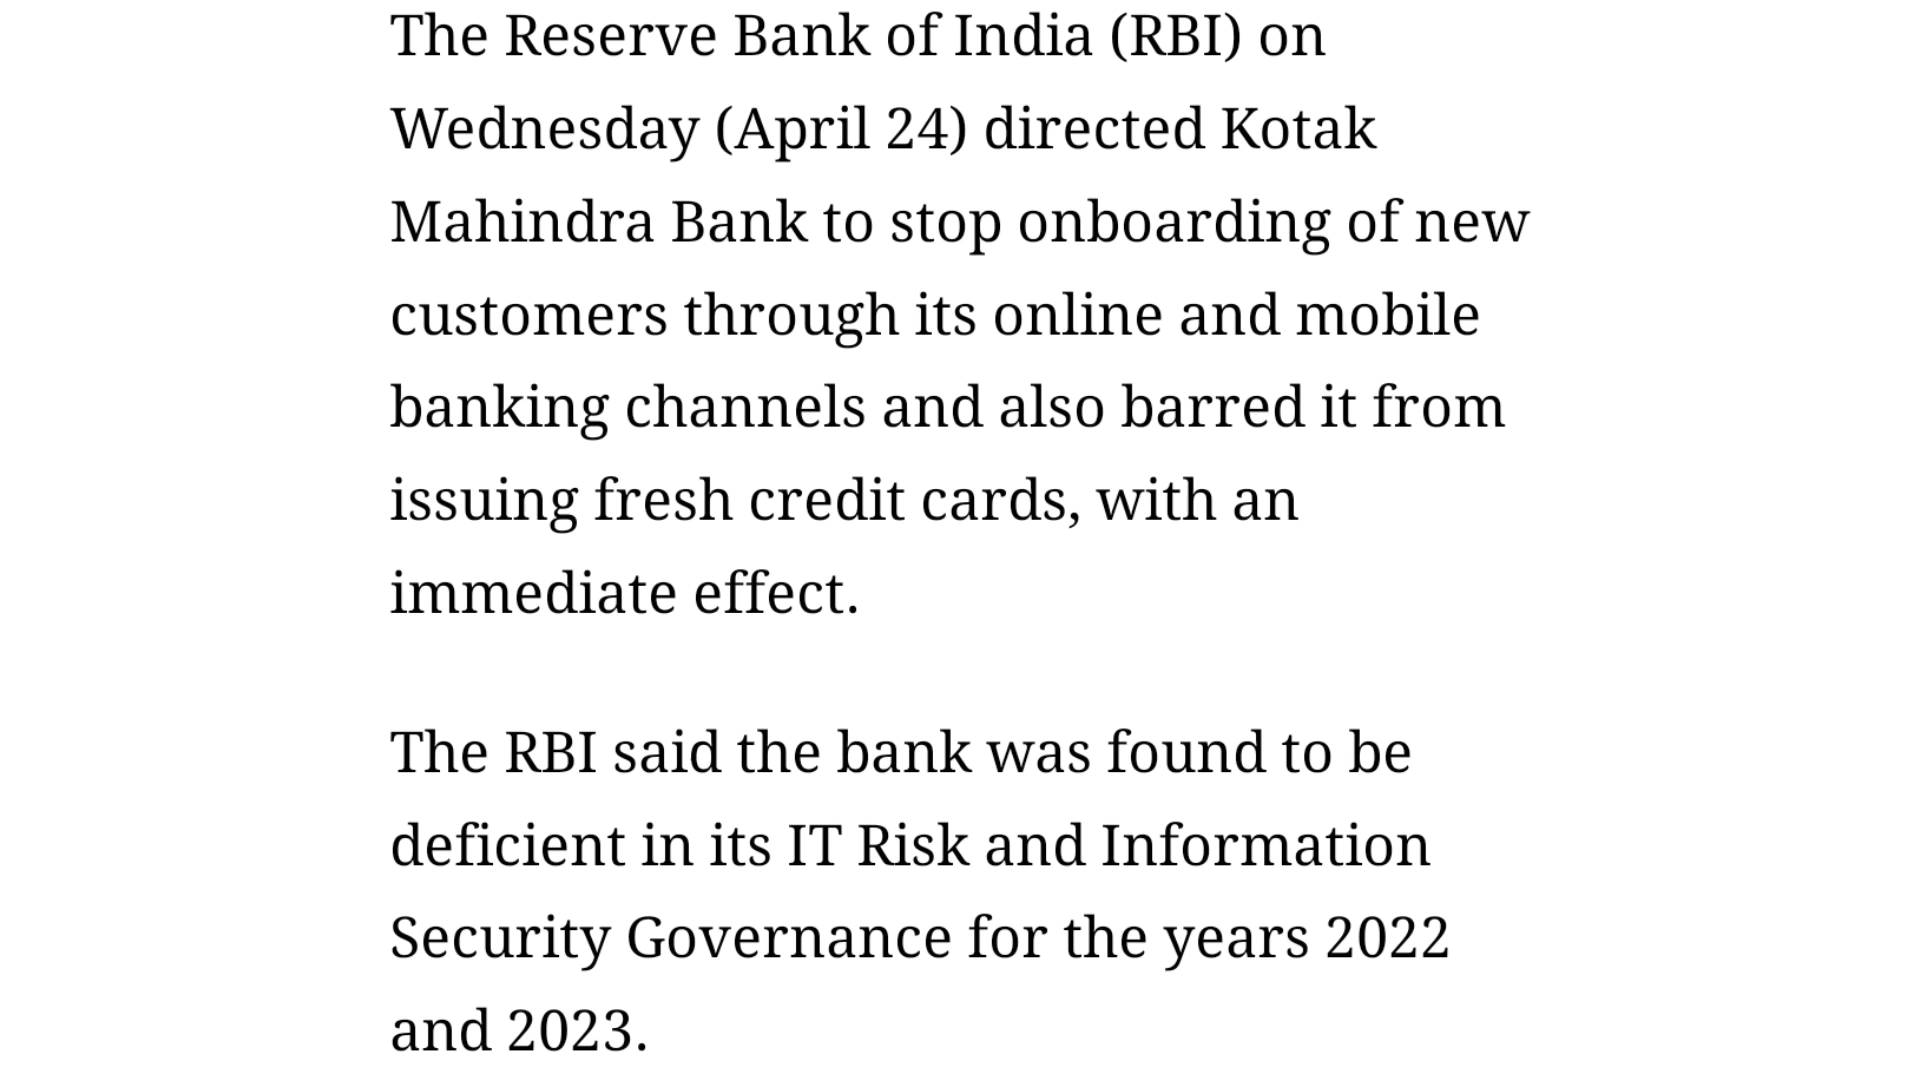 The Reserve Bank of India (RBI) on
Wednesday (April 24) directed Kotak
Mahindra Bank to stop onboarding of new
customers through its online and mobile
banking channels and also barred it from
issuing fresh credit cards, with an
immediate effect.
The RBI said the bank was found to be
deficient in its IT Risk and Information
Security Governance for the years 2022
and 2023.